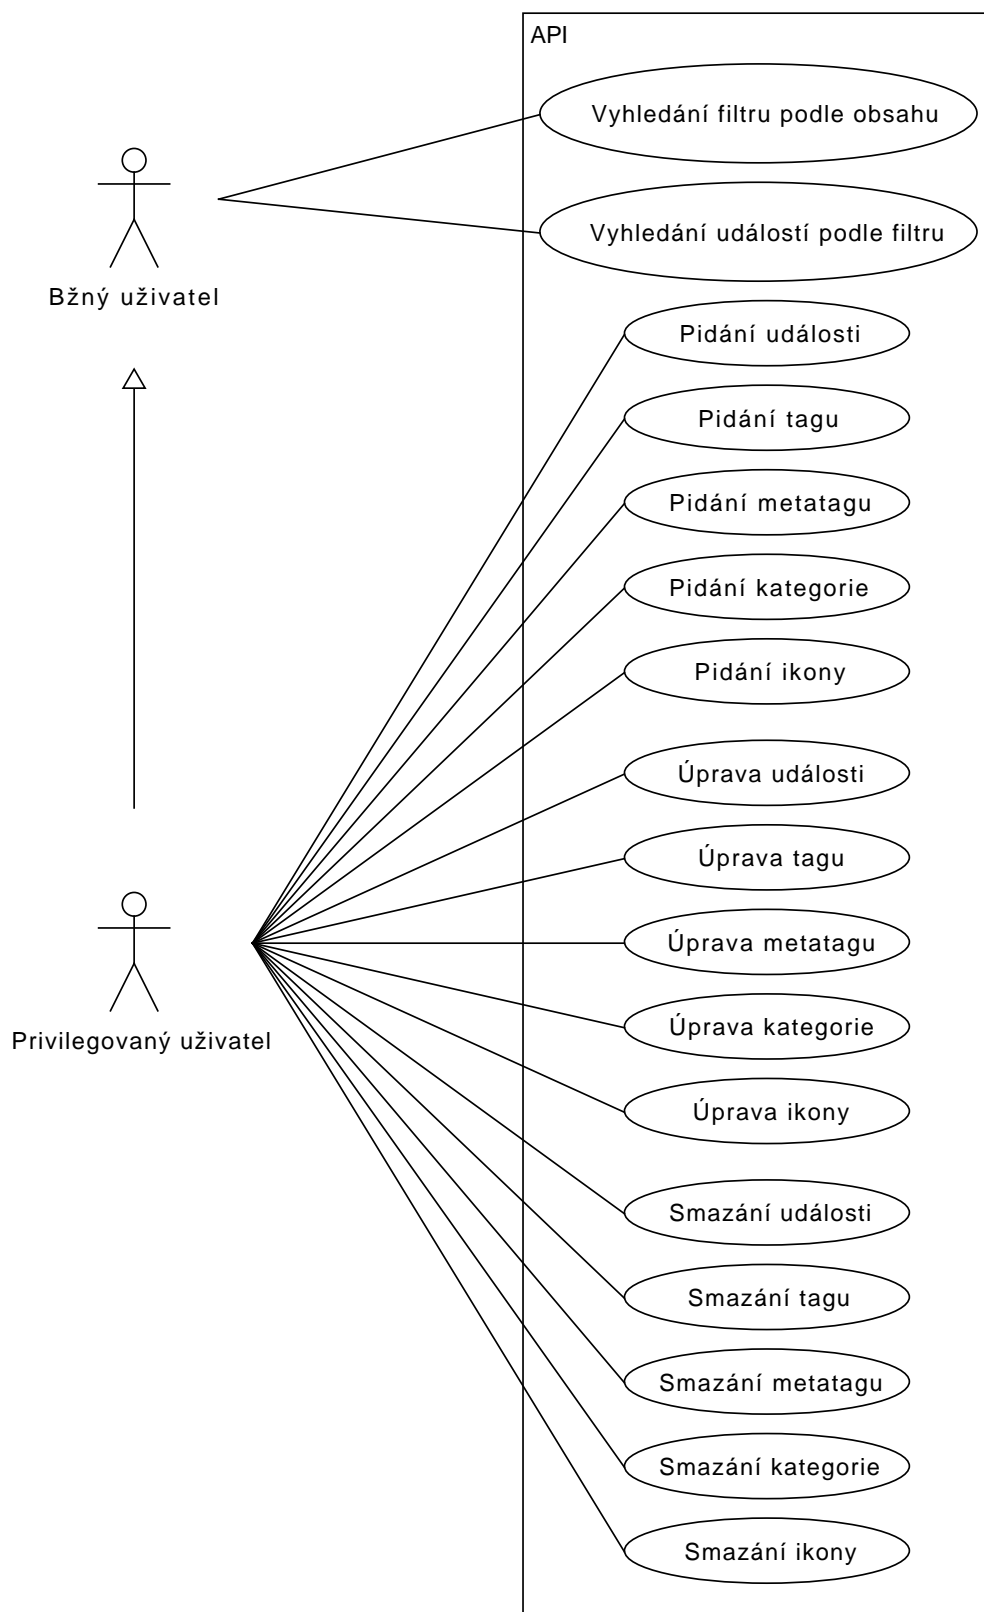 API
Vyhledání filtru podle obsahu
Vyhledání událostí podle filtru
Bžný uživatel
Pidání události
Pidání tagu
Pidání metatagu
Pidání kategorie
Pidání ikony
Úprava události
Úprava tagu
Úprava metatagu
Úprava kategorie
Úprava ikony
Privilegovaný uživatel
Smazání události
Smazání tagu
Smazání metatagu
Smazání kategorie
Smazání ikony